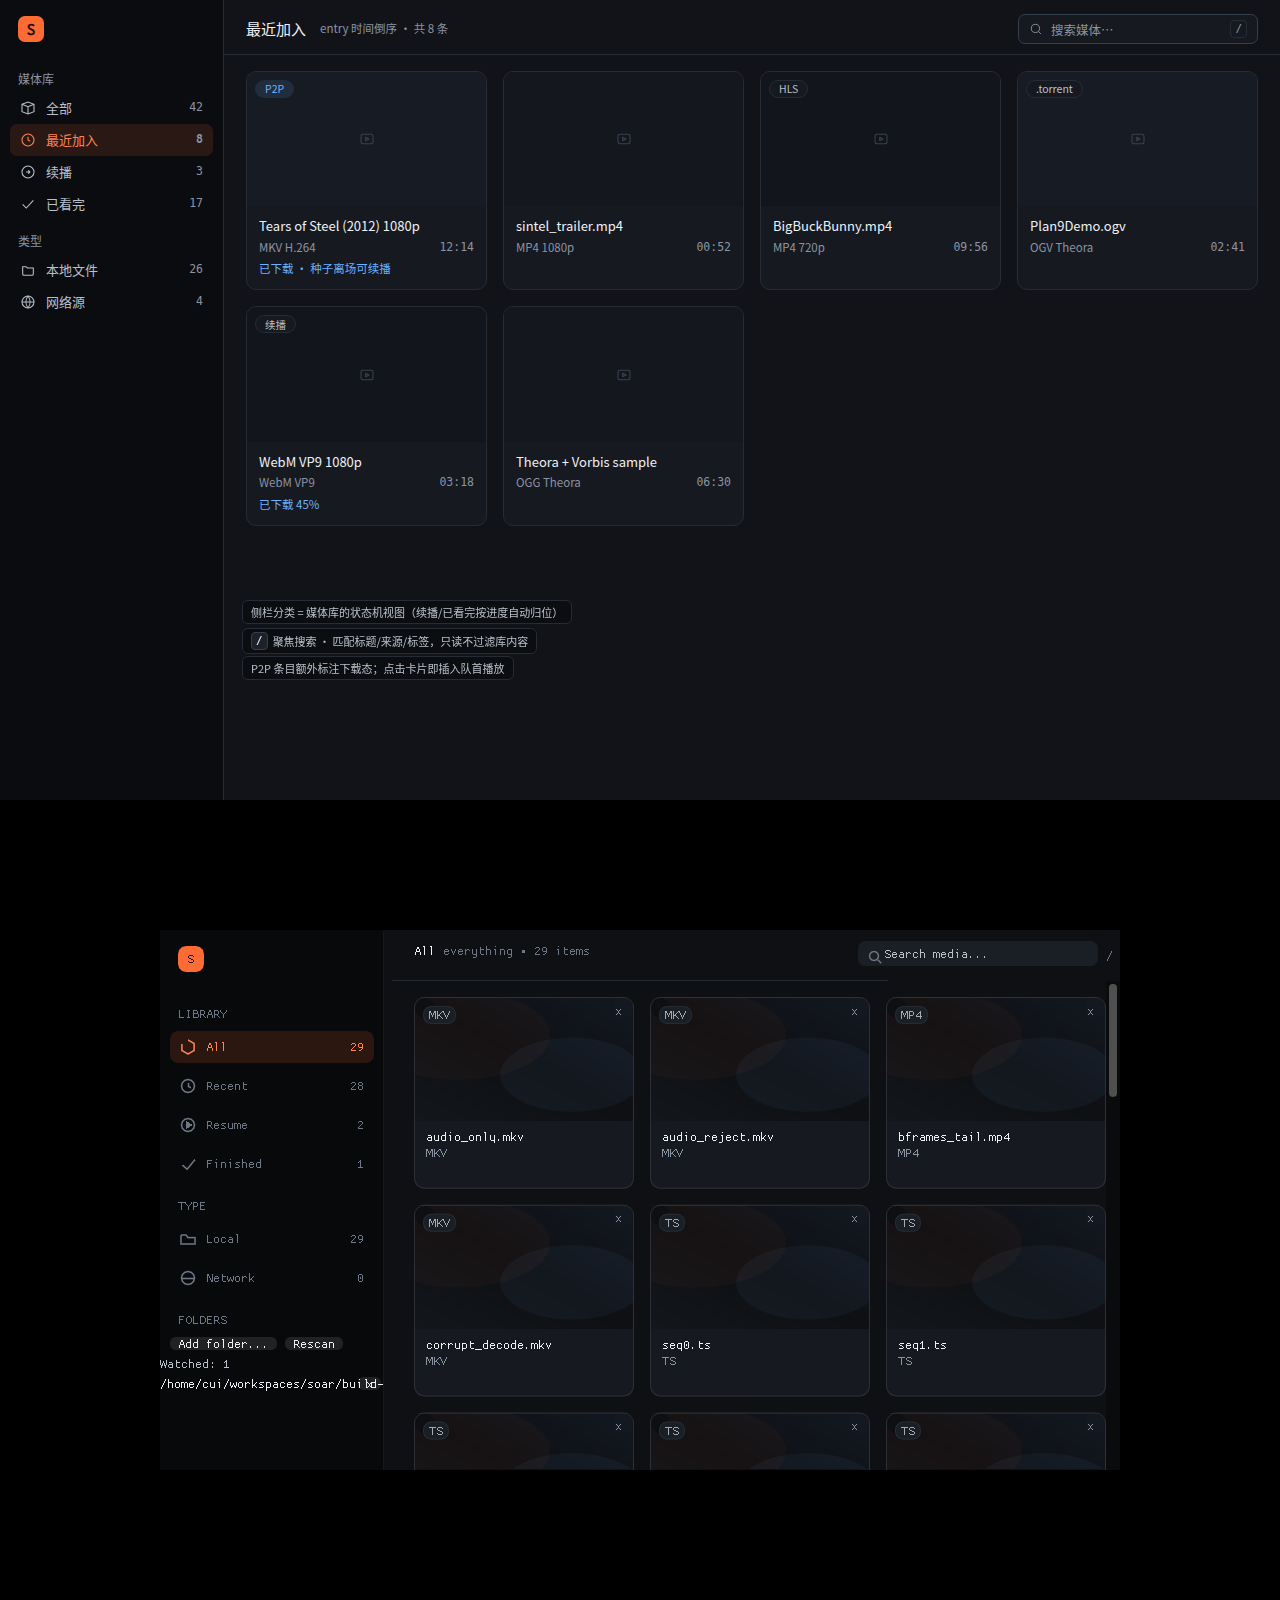 S
媒体库
全部 42
最近加入 8
续播 3
已看完 17
类型
本地文件 26
网络源 4
最近加入 entry 时间倒序 · 共 8 条
搜索媒体… /
P2P
Tears of Steel (2012) 1080p
MKV H.264 12:14
已下载 · 种子离场可续播
sintel_trailer.mp4
MP4 1080p 00:52
HLS
BigBuckBunny.mp4
MP4 720p 09:56
.torrent
Plan9Demo.ogv
OGV Theora 02:41
续播
WebM VP9 1080p
WebM VP9 03:18
已下载 45%
Theora + Vorbis sample
OGG Theora 06:30
侧栏分类 = 媒体库的状态机视图（续播/已看完按进度自动归位）
/ 聚焦搜索 · 匹配标题/来源/标签，只读不过滤库内容
P2P 条目额外标注下载态；点击卡片即插入队首播放
S
LIBRARY
All 29
Recent 28
Resume 2
Finished 1
TYPE
Local 29
Network 0
FOLDERS
Add folder... Rescan
Watched: 1
/home/cui/workspaces/soar/build-
All everything • 29 items
Search media... /
MKV x
audio_only.mkv
MKV
MKV x
audio_reject.mkv
MKV
MP4 x
bframes_tail.mp4
MP4
MKV x
corrupt_decode.mkv
MKV
TS x
seq0.ts
TS
TS x
seq1.ts
TS
TS x
TS x
TS x